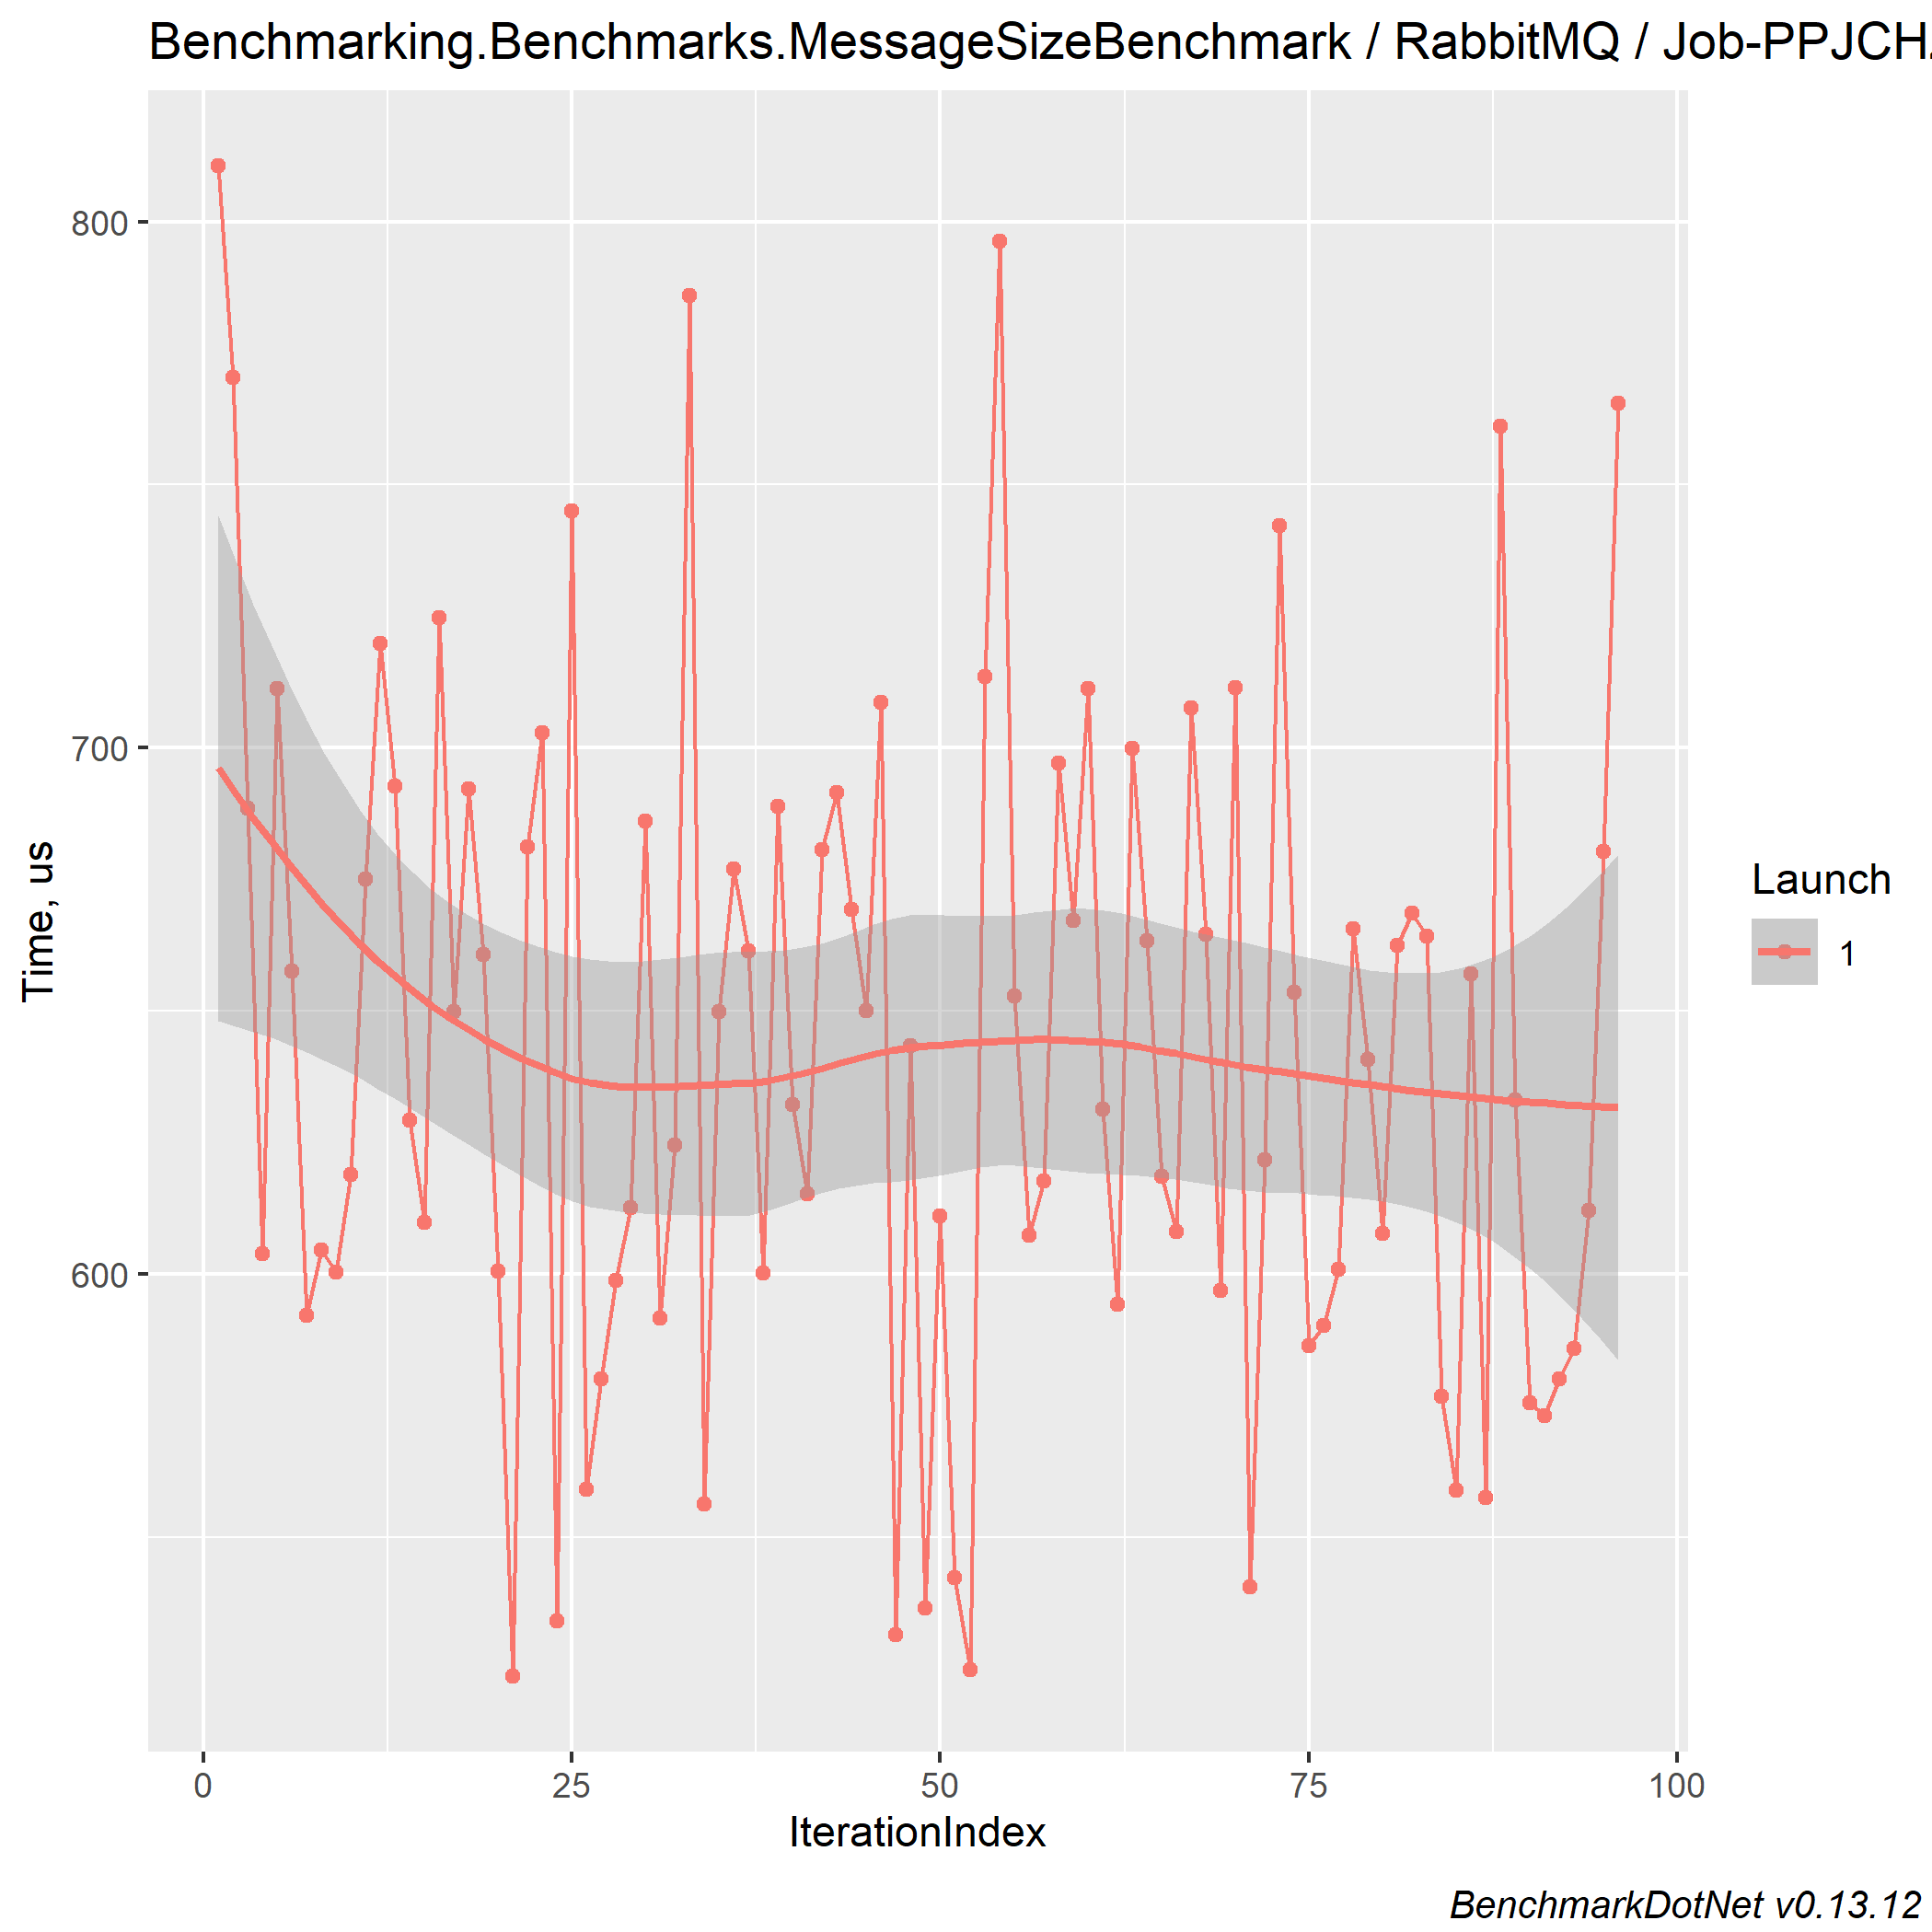 Benchmarking.Benchmarks.MessageSizeBenchmark / RabbitMQ / Job-PPJCH
800
700
600
Time, us
0 25 50 75 100
IterationIndex
Launch
1
BenchmarkDotNet v0.13.12